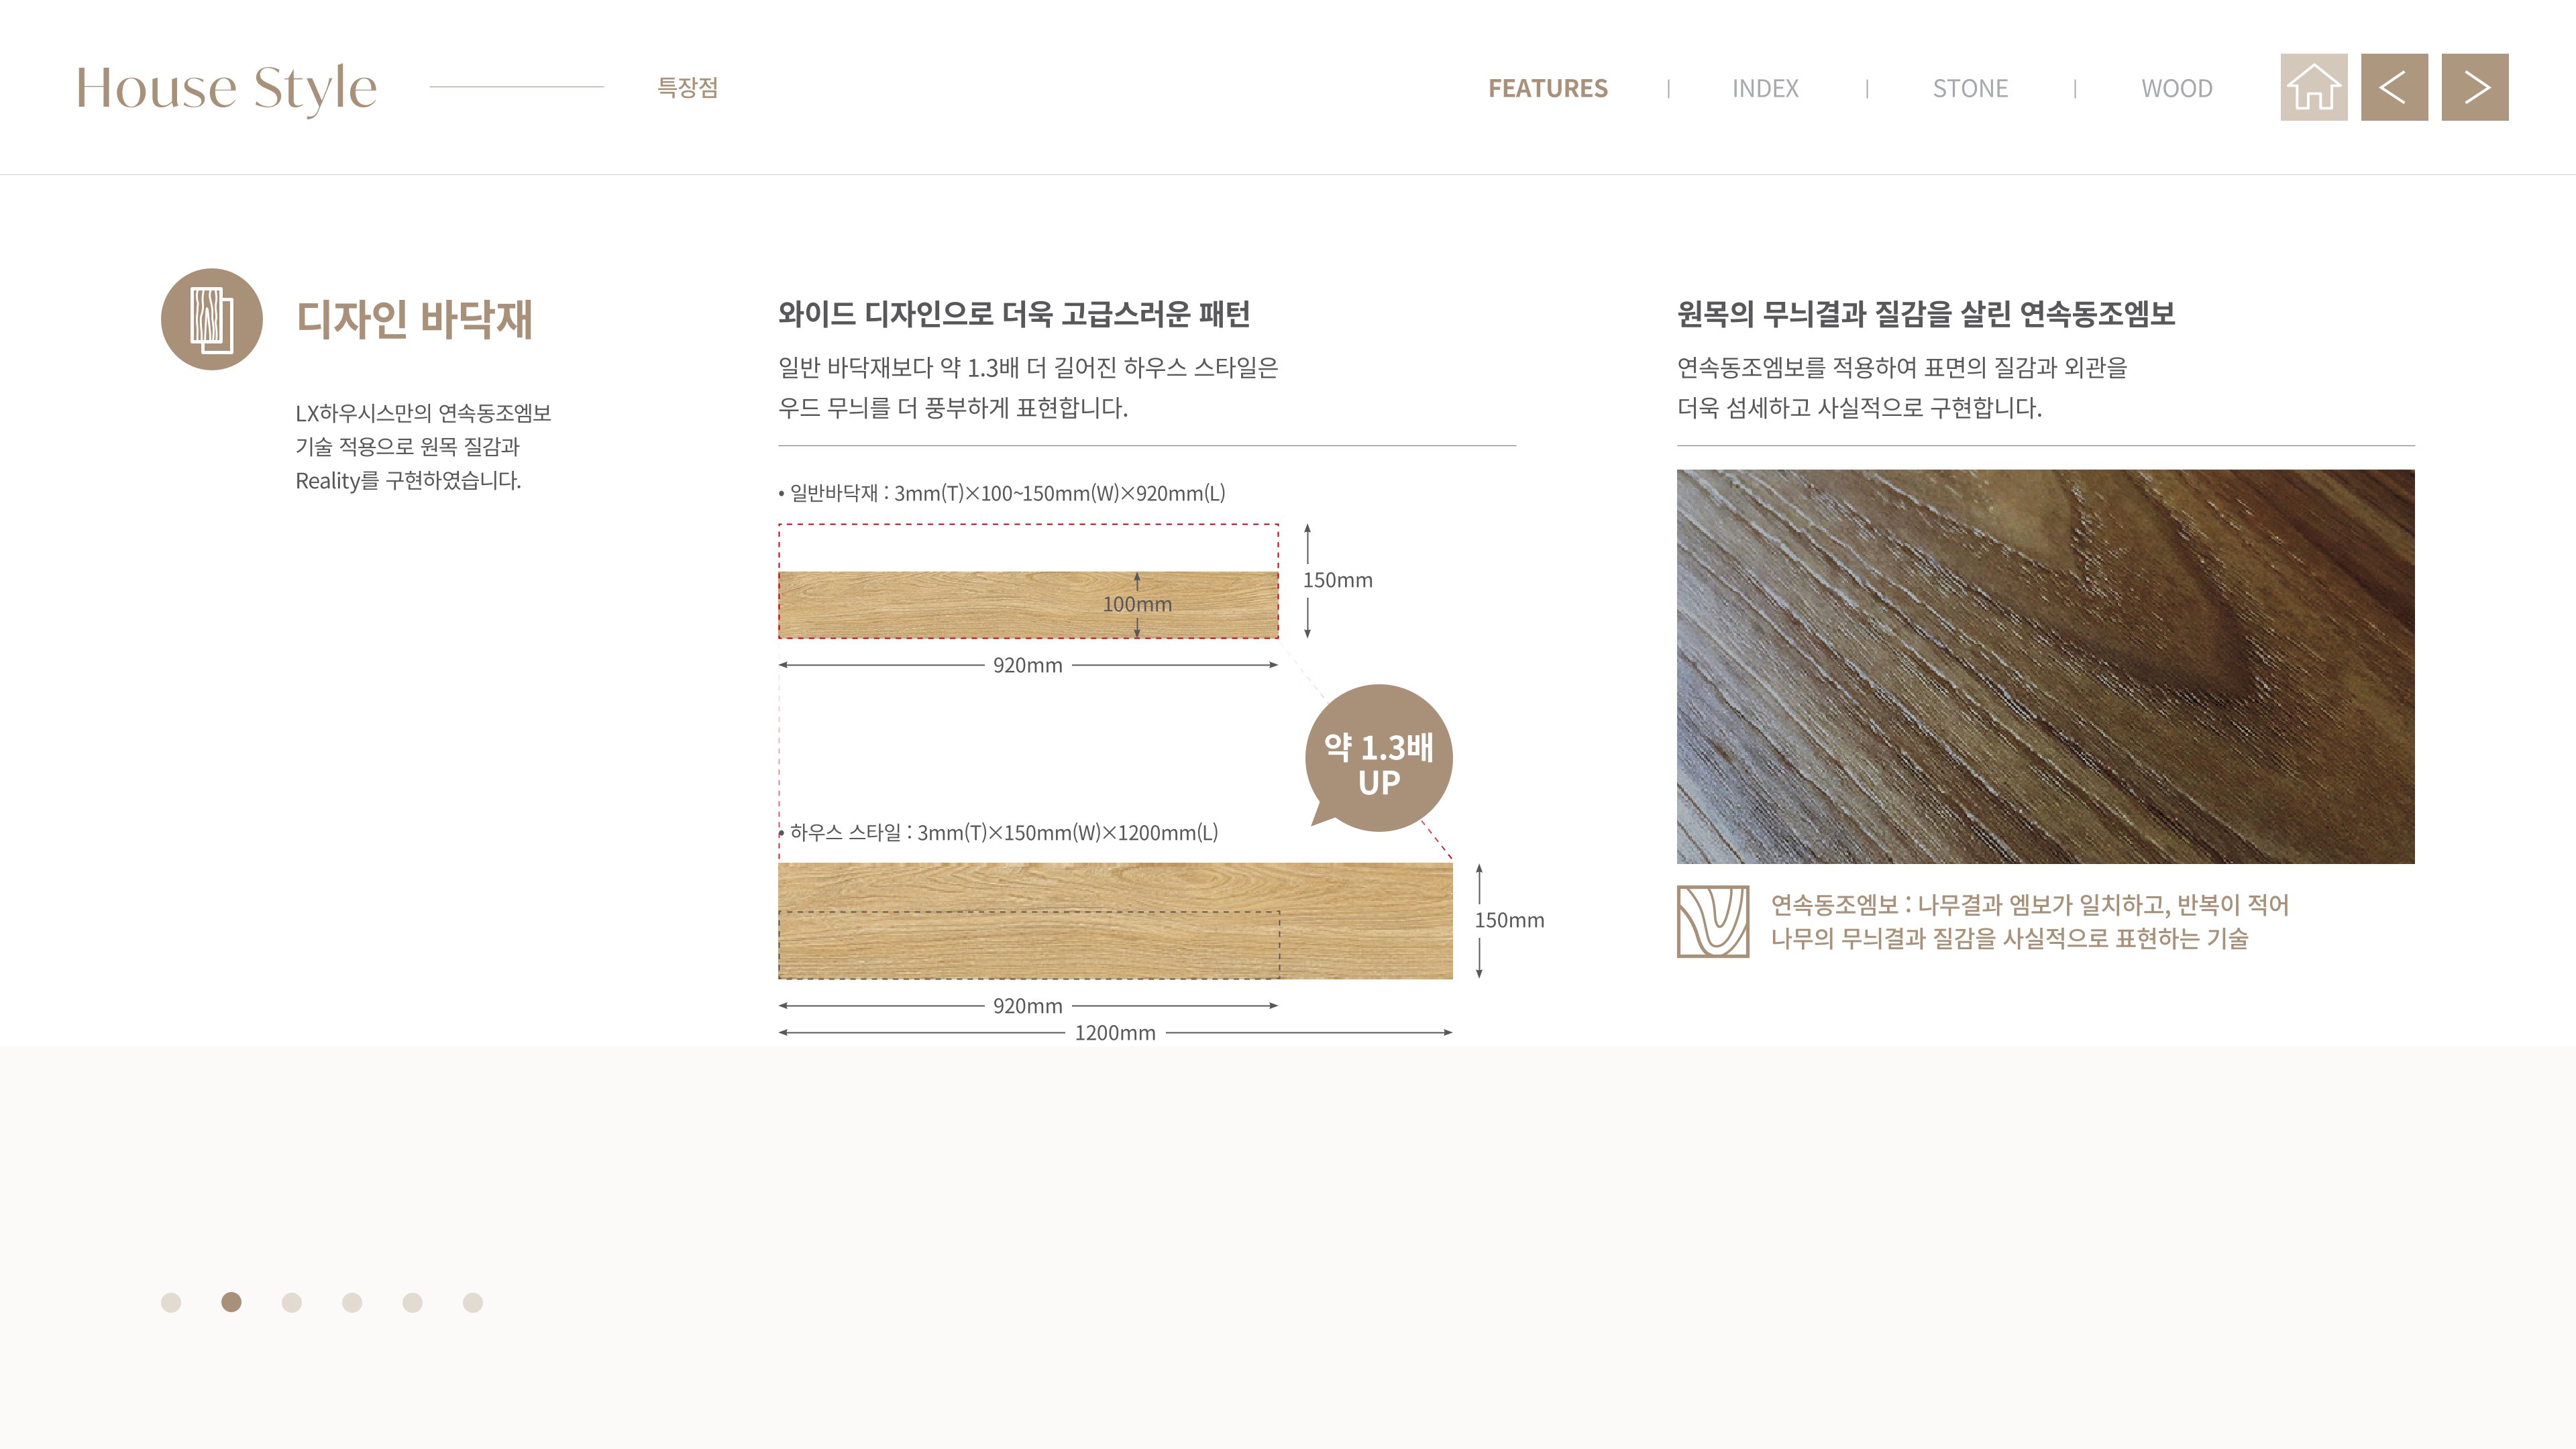 House Style
특장점
FEATURES
INDEX
STONE
WOOD
디자인 바닥재
LX하우시스만의 연속동조엠보
기술 적용으로 원목 질감과
Reality를 구현하였습니다.
와이드 디자인으로 더욱 고급스러운 패턴
일반 바닥재보다 약 1.3배 더 길어진 하우스 스타일은
우드 무늬를 더 풍부하게 표현합니다.
• 일반바닥재 : 3mm(T)×100~150mm(W)×920mm(L)
150mm
100mm
920mm
약 1.3배
UP
• 하우스 스타일 : 3mm(T)×150mm(W)×1200mm(L)
150mm
920mm
1200mm
원목의 무늬결과 질감을 살린 연속동조엠보
연속동조엠보를 적용하여 표면의 질감과 외관을
더욱 섬세하고 사실적으로 구현합니다.
연속동조엠보 : 나무결과 엠보가 일치하고, 반복이 적어
나무의 무늬결과 질감을 사실적으로 표현하는 기술